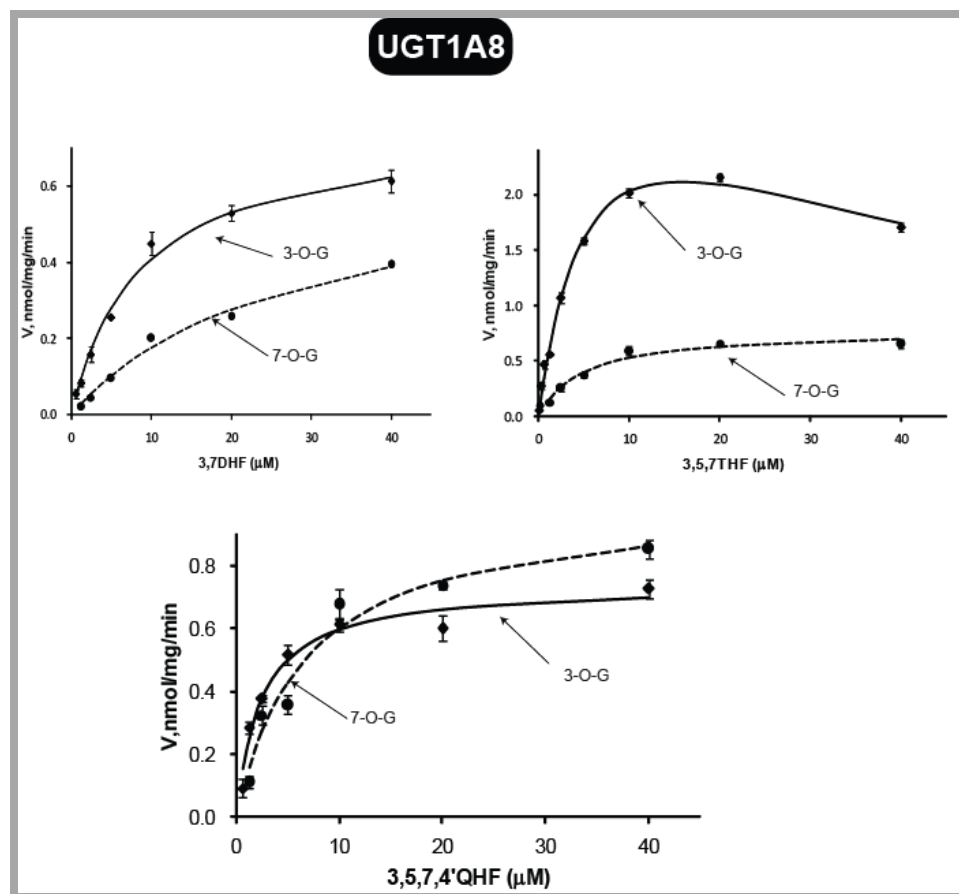 UGT1A8
V, nmol/mg/min
0.6
0.4
0.2
0.0
3-O-G
7-O-G
0 10 20 30 40
3,7DHF (μM)
V, nmol/mg/min
2.0
1.5
1.0
0.5
0.0
3-O-G
7-O-G
0 10 20 30 40
3,5,7THF (μM)
V,nmol/mg/min
0.8
0.6
0.4
0.2
0.0
3-O-G
7-O-G
0 10 20 30 40
3,5,7,4'QHF (μM)